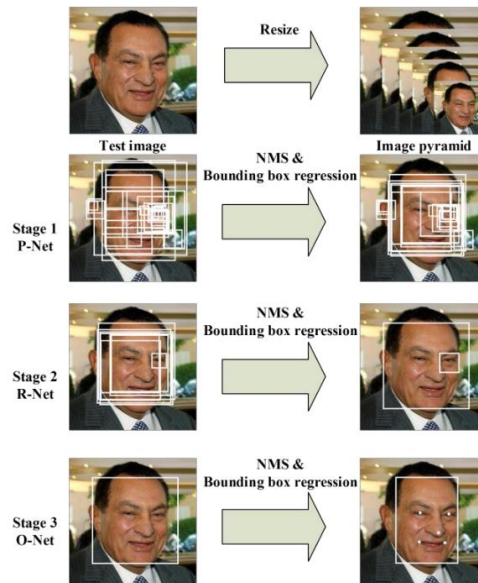 Resize
Test image
Image pyramid
NMS &
Bounding box regression
Stage 1
P-Net
NMS &
Bounding box regression
Stage 2
R-Net
NMS &
Bounding box regression
Stage 3
O-Net